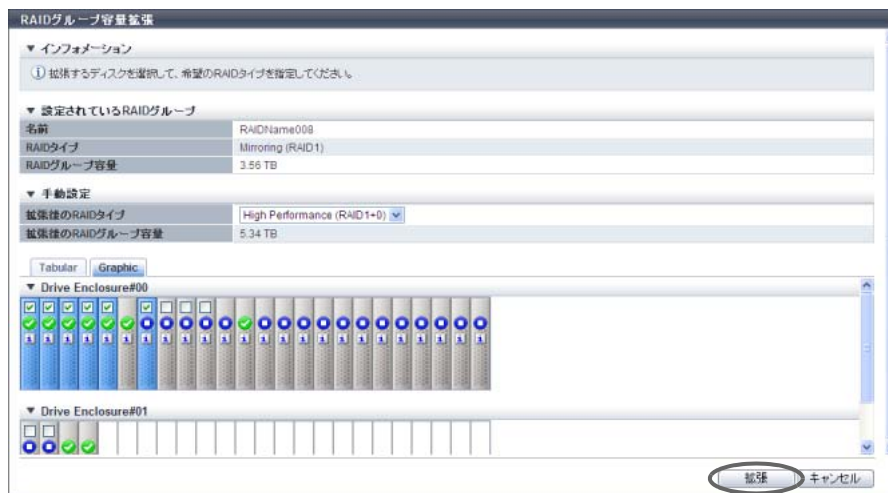 RAIDグループ容量拡張
▼ インフォメーション
拡張するディスクを選択して、希望のRAIDタイプを指定してください。
▼ 設定されているRAIDグループ
名前 RAIDName008
RAIDタイプ Mirroring (RAID1)
RAIDグループ容量 3.56 TB
▼ 手動設定
拡張後のRAIDタイプ High Performance (RAID1+0)
拡張後のRAIDグループ容量 5.34 TB
Tabular Graphic
▼ Drive Enclosure#00
▼ Drive Enclosure#01
拡張 キャンセル